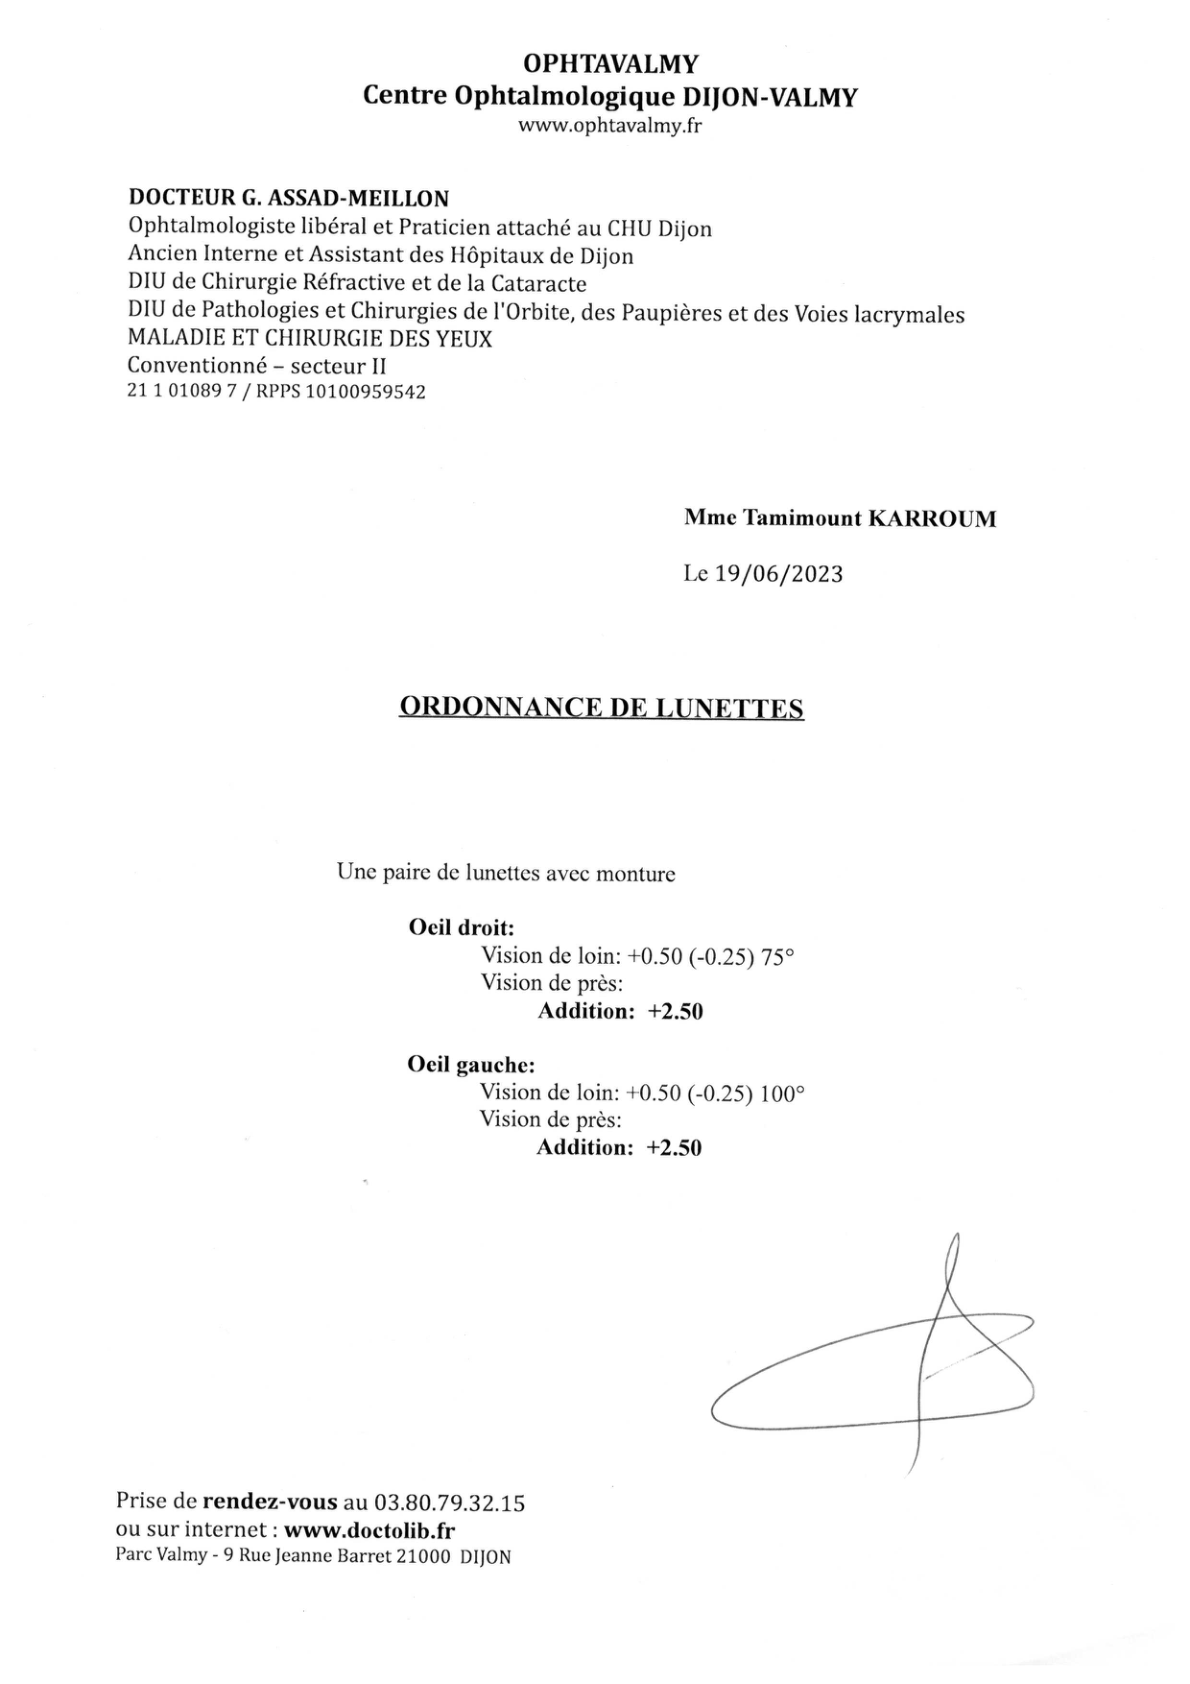 OPHTAVALMY
Centre Ophtalmologique DIJON-VALMY
www.ophtavalmy.fr
DOCTEUR G. ASSAD-MEILLON
Ophtalmologiste libéral et Praticien attaché au CHU Dijon
Ancien Interne et Assistant des Hôpitaux de Dijon
DIU de Chirurgie Réfractive et de la Cataracte
DIU de Pathologies et Chirurgies de l'Orbite, des Paupières et des Voies lacrymales
MALADIE ET CHIRURGIE DES YEUX
Conventionné – secteur II
21 1 01089 7 / RPPS 10100959542
Mme Tamimount KARROUM
Le 19/06/2023
ORDONNANCE DE LUNETTES
Une paire de lunettes avec monture
Oeil droit:
Vision de loin: +0.50 (-0.25) 75°
Vision de près:
Addition: +2.50
Oeil gauche:
Vision de loin: +0.50 (-0.25) 100°
Vision de près:
Addition: +2.50
Prise de rendez-vous au 03.80.79.32.15
ou sur internet : www.doctolib.fr
Parc Valmy - 9 Rue Jeanne Barret 21000 DIJON